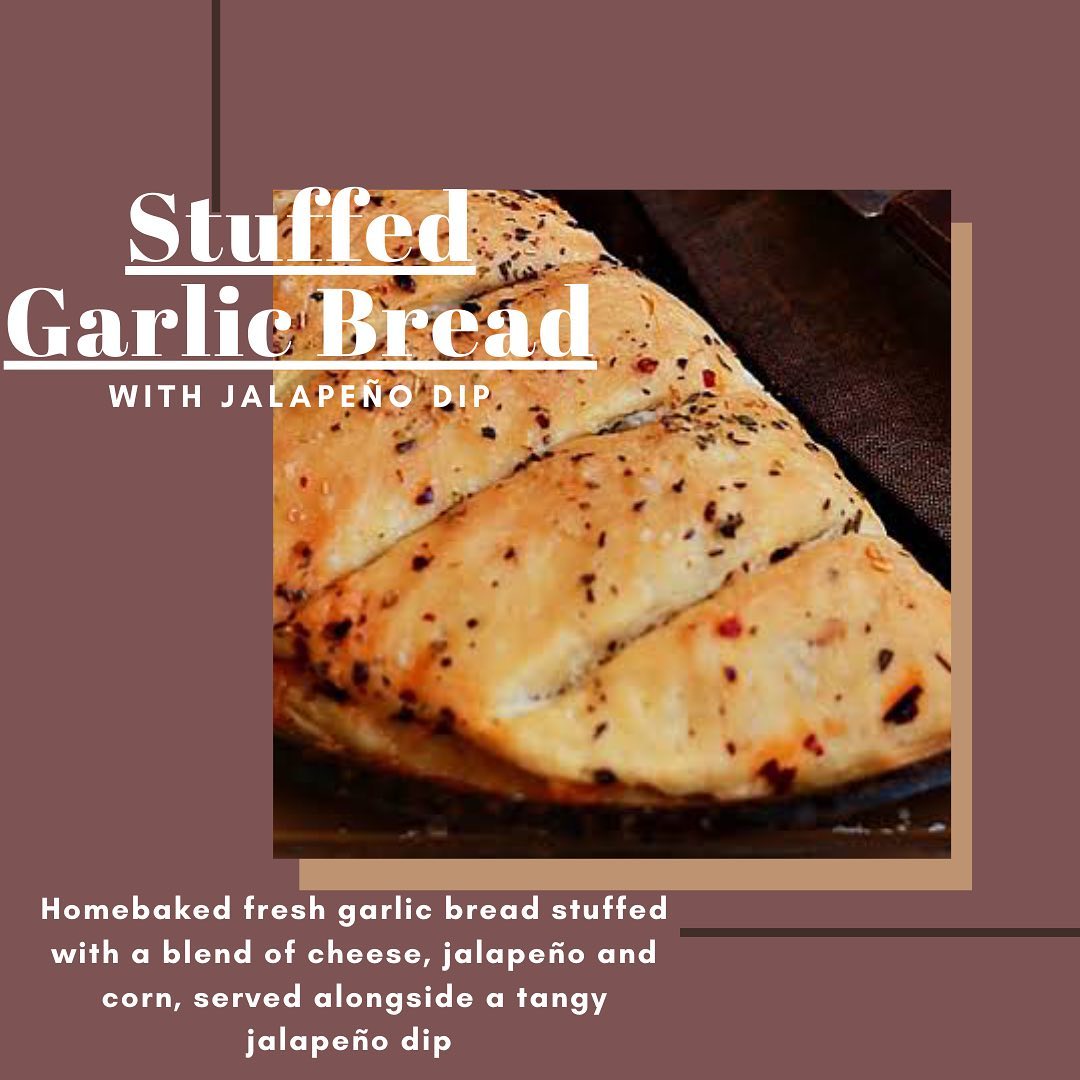 Stuffed
Garlic Bread
WITH JALAPEÑO DIP
Homebaked fresh garlic bread stuffed
with a blend of cheese, jalapeño and
corn, served alongside a tangy
jalapeño dip